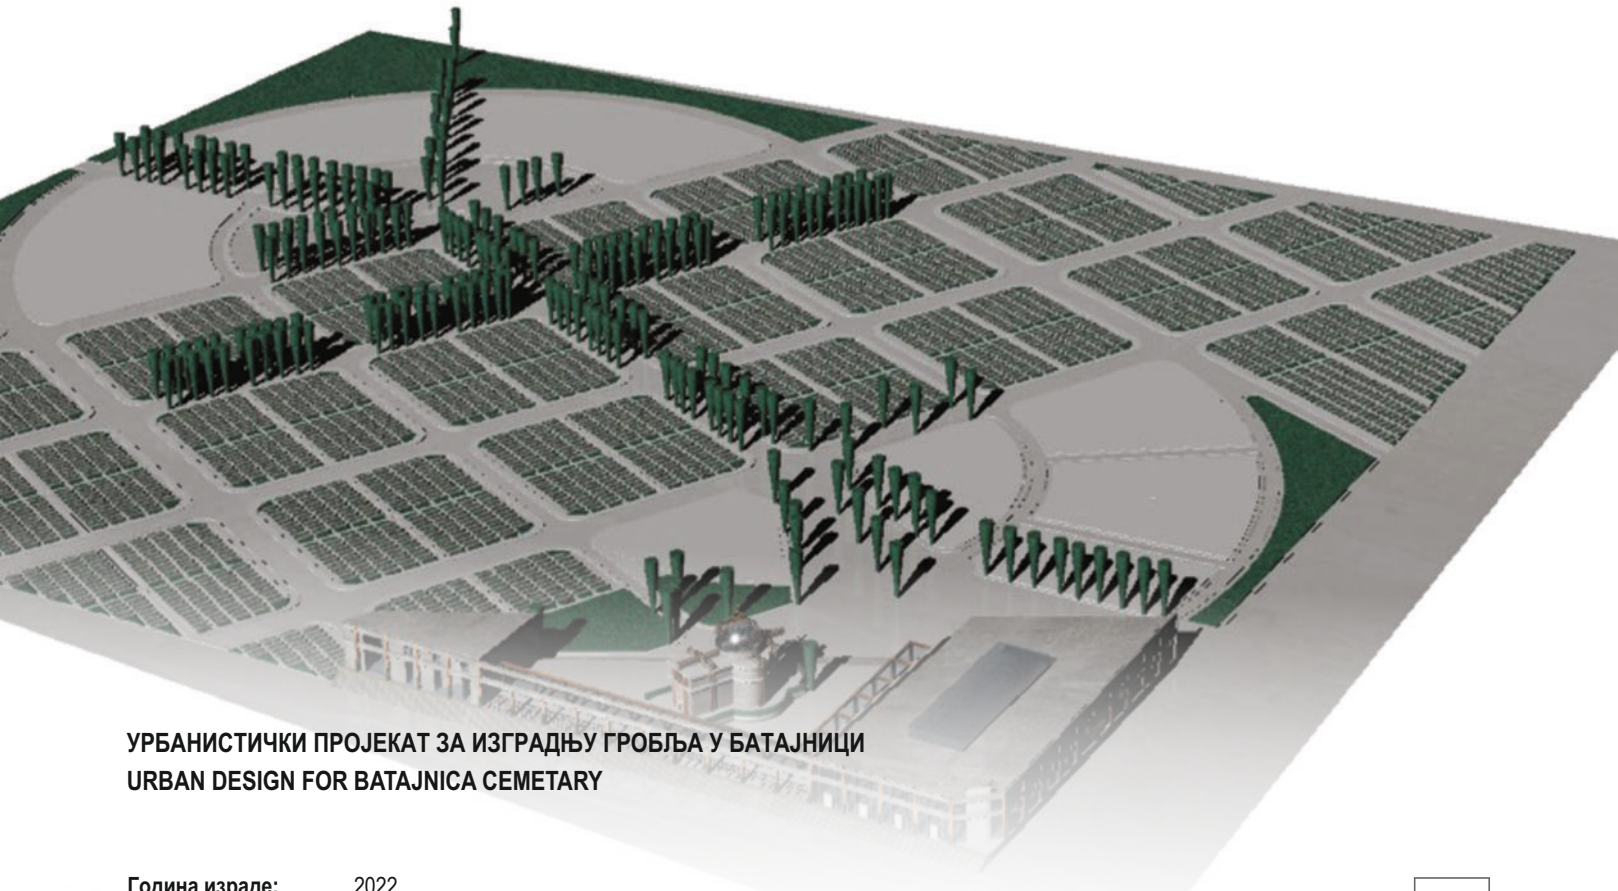 УРБАНИСТИЧКИ ПРОЈЕКАТ ЗА ИЗГРАДЊУ ГРОБЉА У БАТАЈНИЦИ
URBAN DESIGN FOR BATAJNICA CEMETARY
Година израде: 2022